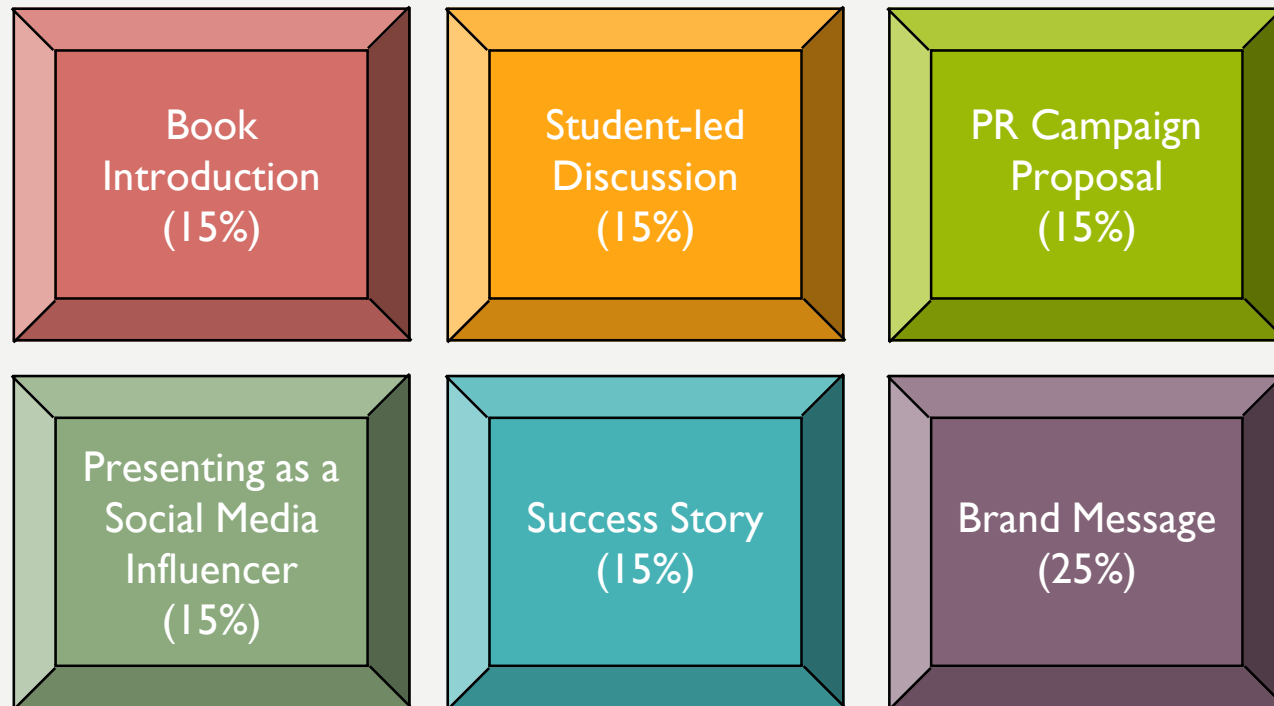 Book
Introduction
(15%)
Student-led
Discussion
(15%)
PR Campaign
Proposal
(15%)
Presenting as a
Social Media
Influencer
(15%)
Success Story
(15%)
Brand Message
(25%)